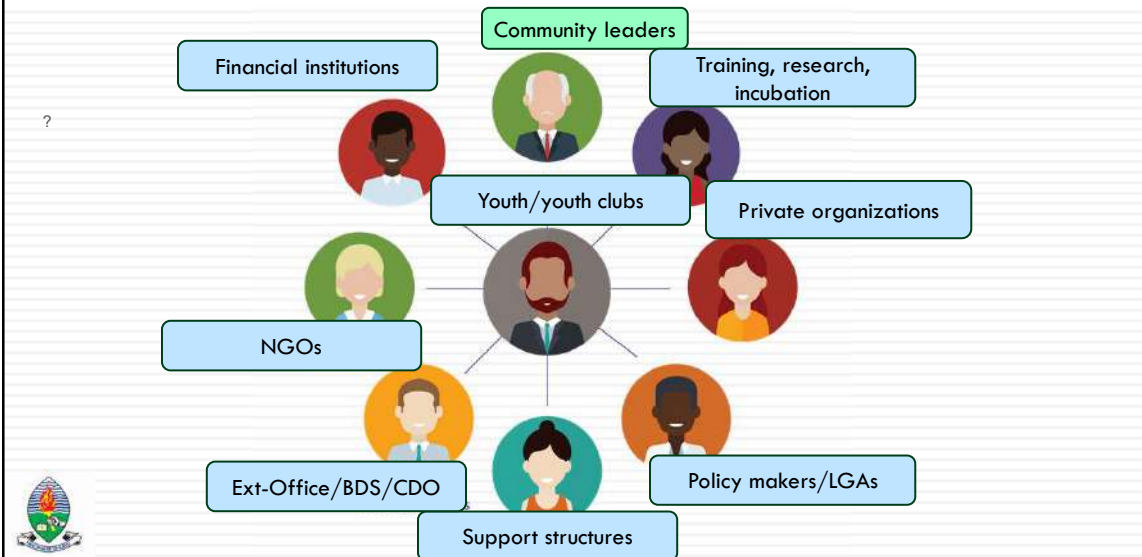 Community leaders
Financial institutions
Training, research,
incubation
?
Youth/youth clubs
Private organizations
NGOs
Ext-Office/BDS/CDO
Policy makers/LGAs
s
Support structures